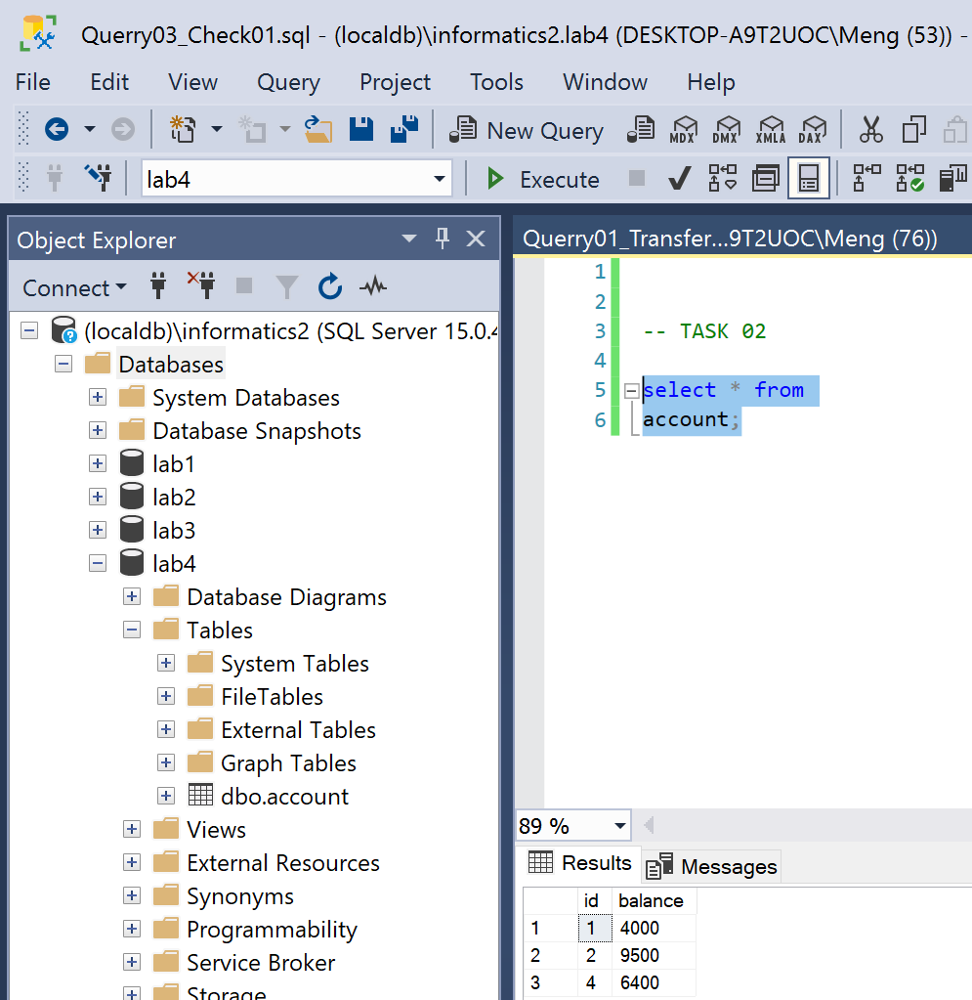 Querry03_Check01.sql - (localdb)\informatics2.lab4 (DESKTOP-A9T2UOC\Meng (53)) -
File Edit View Query Project Tools Window Help
New Query MDX DMX XMLA DAX
lab4 Execute
Object Explorer
Connect
(localdb)\informatics2 (SQL Server 15.0.4
Databases
System Databases
Database Snapshots
lab1
lab2
lab3
lab4
Database Diagrams
Tables
System Tables
FileTables
External Tables
Graph Tables
dbo.account
Views
External Resources
Synonyms
Programmability
Service Broker
Storage
Querry01_Transfer...9T2UOC\Meng (76))
1
2
3 -- TASK 02
4
5 select * from
6 account;
89 %
Results Messages
id balance
1 1 4000
2 2 9500
3 4 6400